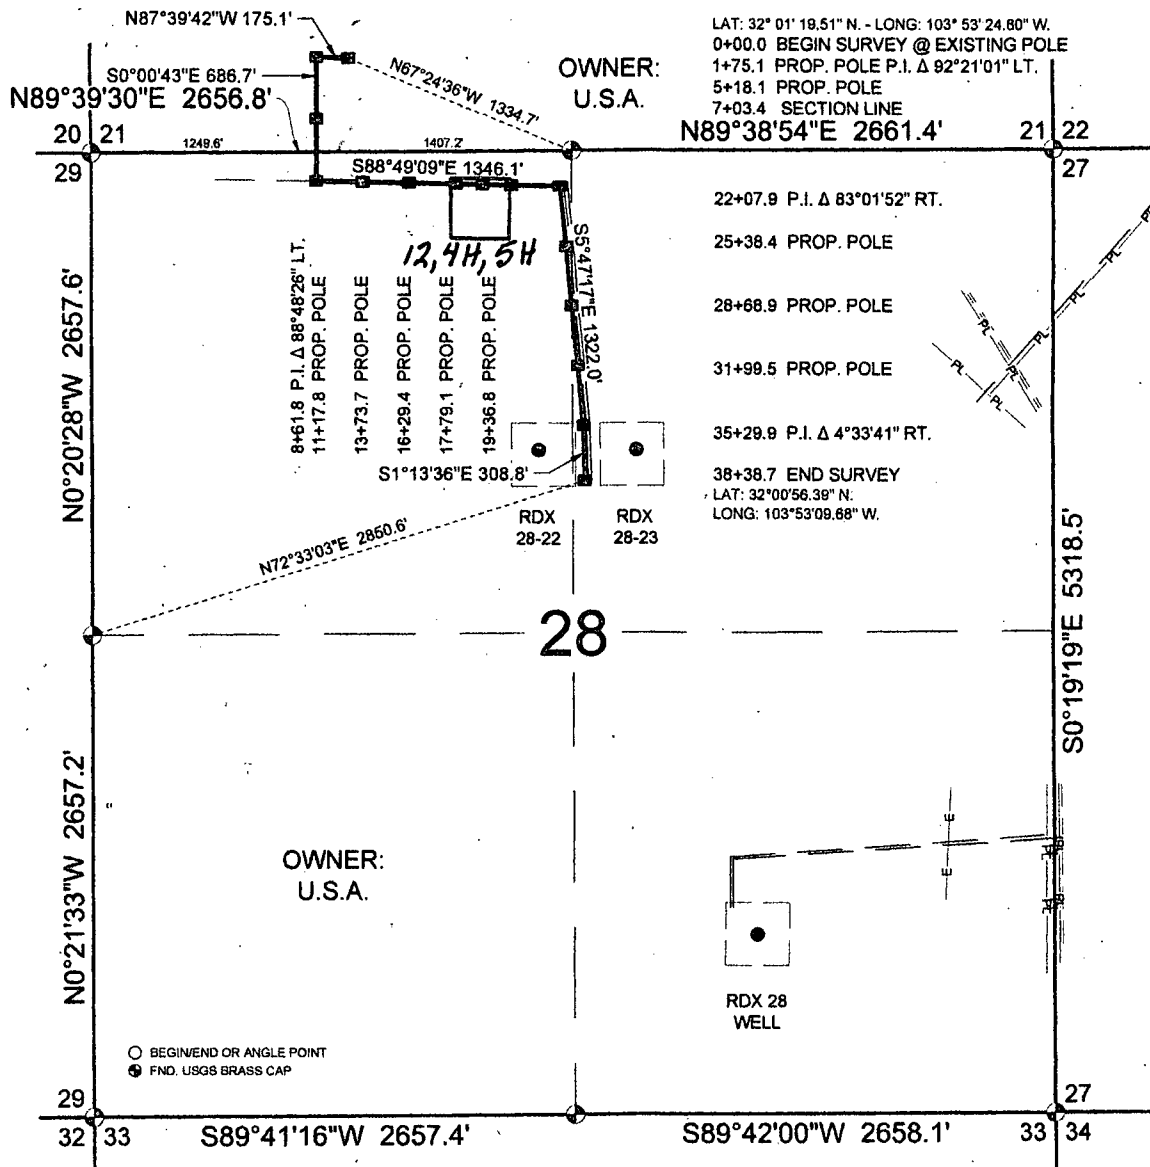 N87°39'42"W 175.1'
LAT: 32° 01' 19.51" N. - LONG: 103° 53' 24.80" W.
0+00.0 BEGIN SURVEY @ EXISTING POLE
1+75.1 PROP. POLE P.I. Δ 92°21'01" LT.
5+18.1 PROP. POLE
7+03.4 SECTION LINE
S0°00'43"E 686.7'
N67°24'36"W 1334.7'
OWNER:
U.S.A.
N89°39'30"E 2656.8'
N89°38'54"E 2661.4'
20 21
21 22
1249.6'
1407.2'
29
27
S88°49'09"E 1346.1'
12, 4H, 5H
S5°47'17"E 1322.0'
22+07.9 P.I. Δ 83°01'52" RT.
25+38.4 PROP. POLE
28+68.9 PROP. POLE
31+99.5 PROP. POLE
35+29.9 P.I. Δ 4°33'41" RT.
38+38.7 END SURVEY
LAT: 32°00'56.39" N.
LONG: 103°53'09.68" W.
8+61.8 P.I. Δ 88°48'26" LT.
11+17.8 PROP. POLE
13+73.7 PROP. POLE
16+29.4 PROP. POLE
17+79.1 PROP. POLE
19+36.8 PROP. POLE
PL
PL
PL
PL
PL
PL
N0°20'28"W 2657.6'
S1°13'36"E 308.8'
RDX
28-22
RDX
28-23
N72°33'03"E 2850.6'
28
S0°19'19"E 5318.5'
N0°21'33"W 2657.2'
OWNER:
U.S.A.
E
E
PL
PL
PL
PL
RDX 28
WELL
BEGIN/END OR ANGLE POINT
FND. USGS BRASS CAP
29
27
32 33
S89°41'16"W 2657.4'
S89°42'00"W 2658.1'
33 34